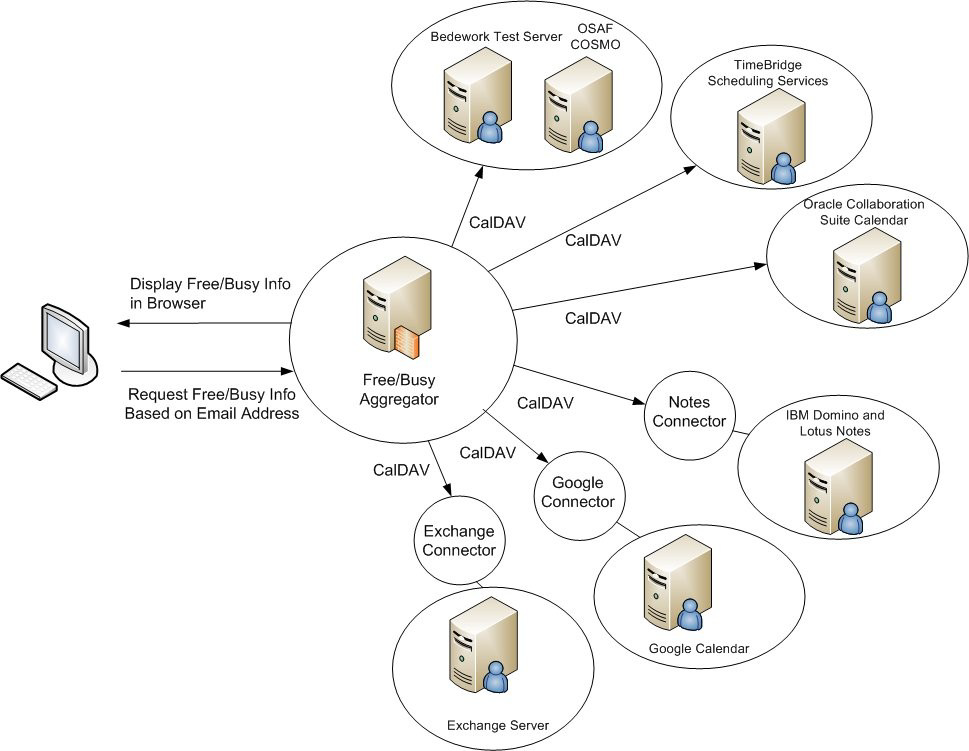 Bedework Test Server
OSAF
COSMO
TimeBridge
Scheduling Services
Oracle Collaboration
Suite Calendar
CalDAV
CalDAV
CalDAV
Display Free/Busy Info
in Browser
Free/Busy
Aggregator
Request Free/Busy Info
Based on Email Address
CalDAV
Notes
Connector
IBM Domino and
Lotus Notes
CalDAV
CalDAV
Google
Connector
Exchange
Connector
Google Calendar
Exchange Server